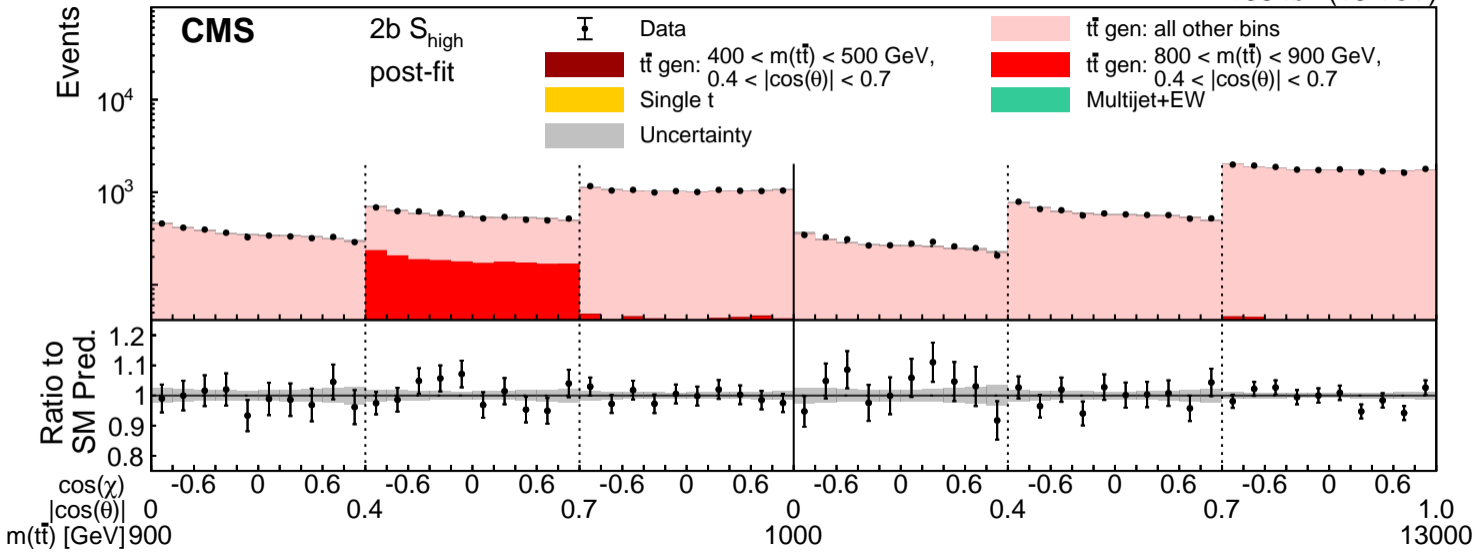 CMS
2b S_high
post-fit
Data
tt̄ gen: 400 < m(tt̄) < 500 GeV,
0.4 < |cos(θ)| < 0.7
Single t
Uncertainty
tt̄ gen: all other bins
tt̄ gen: 800 < m(tt̄) < 900 GeV,
0.4 < |cos(θ)| < 0.7
Multijet+EW
Events
10⁴
10³
Ratio to
SM Pred.
1.2
1.1
1
0.9
0.8
cos(χ) -0.6 0 0.6 -0.6 0 0.6 -0.6 0 0.6 -0.6 0 0.6 -0.6 0 0.6 -0.6 0 0.6
|cos(θ)| 0 0.4 0.7 0 0.4 0.7 1.0
m(tt̄) [GeV] 900 1000 13000